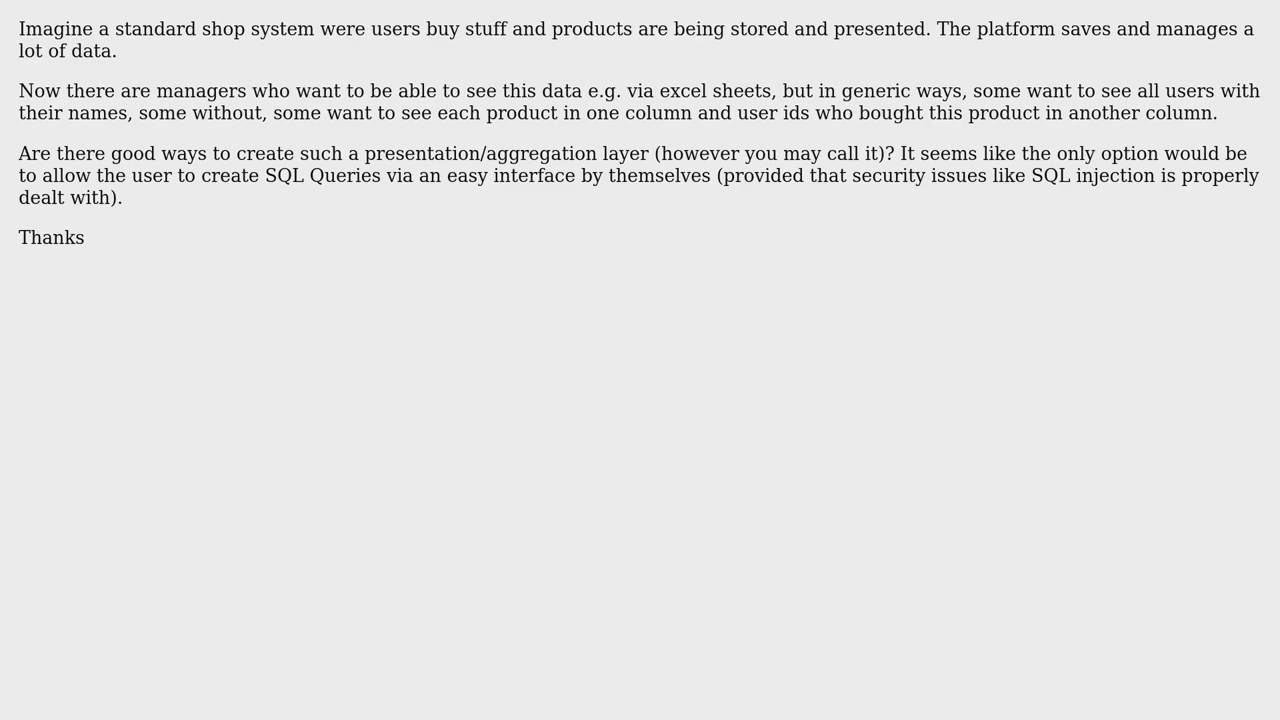 Imagine a standard shop system were users buy stuff and products are being stored and presented. The platform saves and manages a
lot of data.
Now there are managers who want to be able to see this data e.g. via excel sheets, but in generic ways, some want to see all users with
their names, some without, some want to see each product in one column and user ids who bought this product in another column.
Are there good ways to create such a presentation/aggregation layer (however you may call it)? It seems like the only option would be
to allow the user to create SQL Queries via an easy interface by themselves (provided that security issues like SQL injection is properly
dealt with).
Thanks